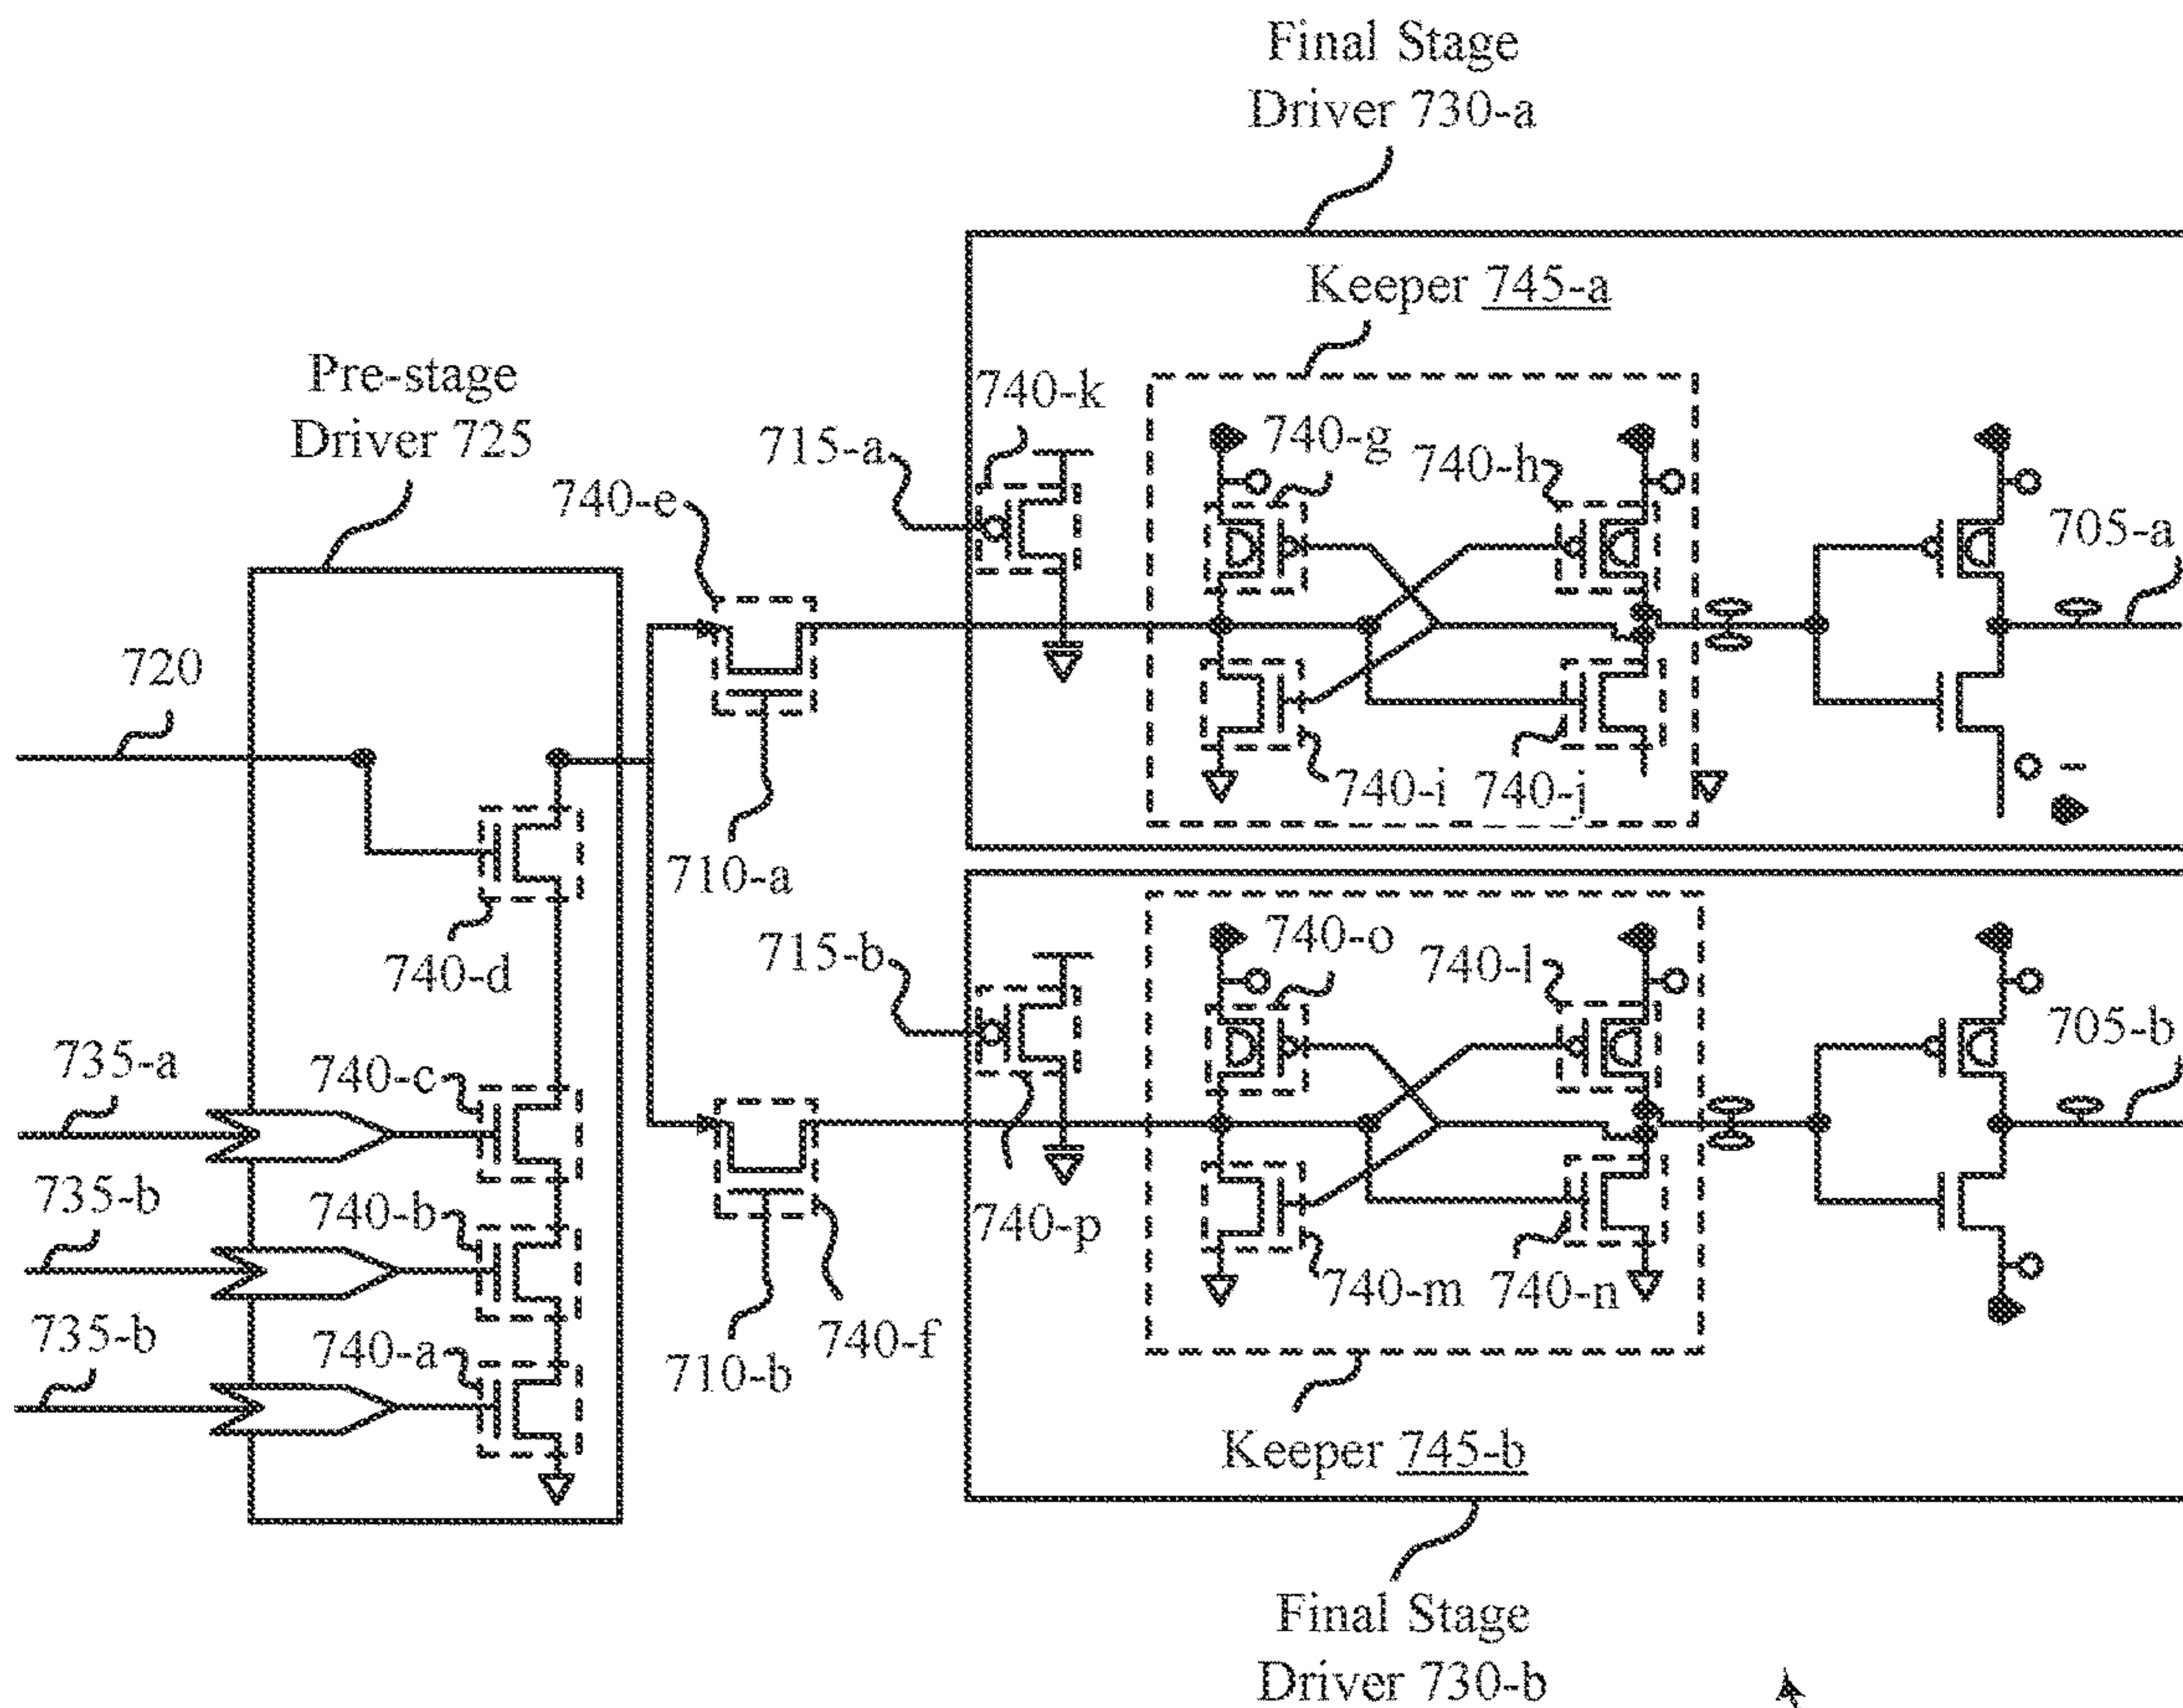 Final Stage
Driver 730-a
Keeper 745-a
Pre-stage
Driver 725
740-k
715-a
740-g
740-h
740-e
705-a
720
740-i
740-j
710-a
740-d
715-b
740-o
740-l
705-b
735-a
740-c
735-b
740-b
740-p
740-m
740-n
735-b
740-a
710-b
740-f
Keeper 745-b
Final Stage
Driver 730-b